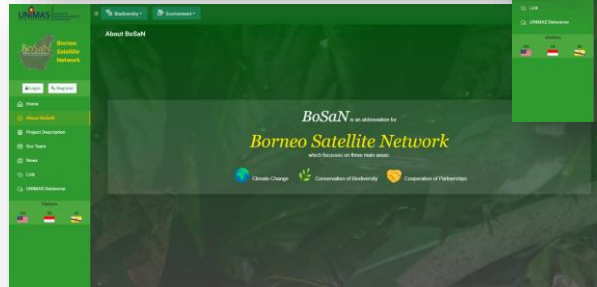 UNIMAS
Biodiversity
Environment
About BoSaN
BoSaN
Borneo
Satellite
Network
Login
Register
Home
About BoSaN
Project Description
Our Team
News
Link
UNIMAS Dataverse
Visitors
BoSaN is an abbreviation for
Borneo Satellite Network
which focusses on three main areas:
Climate Change
Conservation of Biodiversity
Cooperation of Partnerships
Link
UNIMAS Dataverse
Visitors